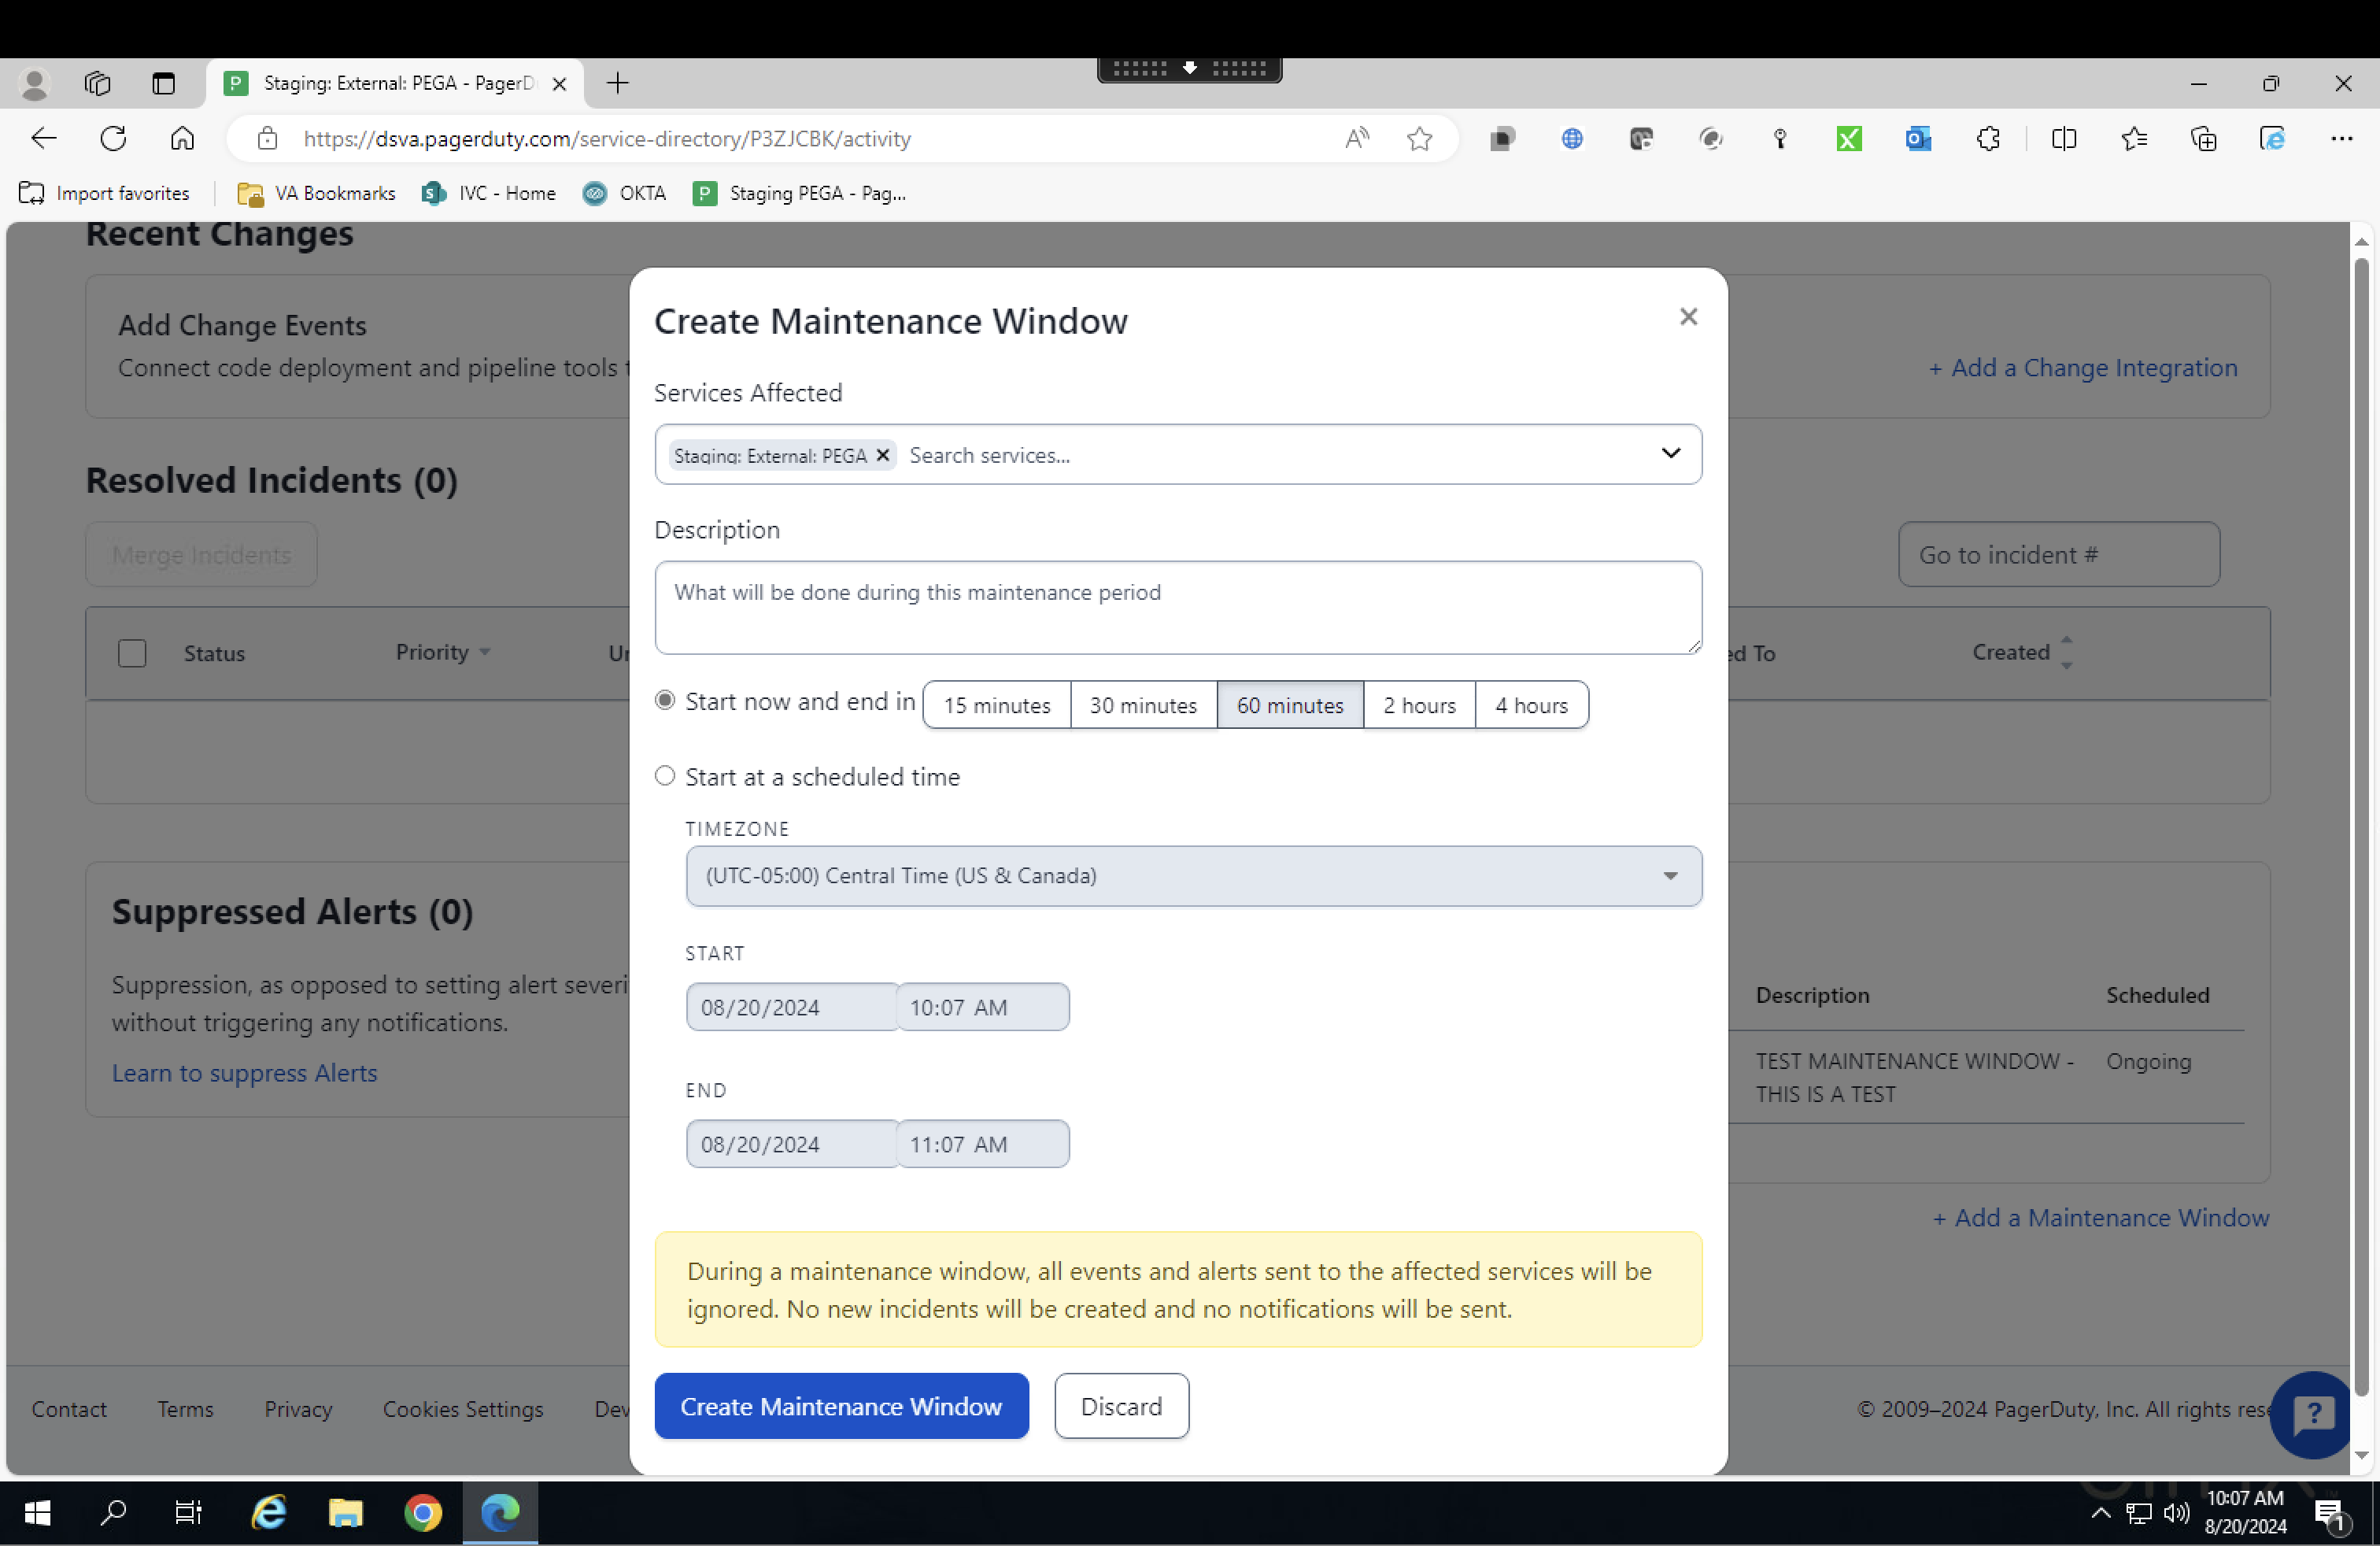 Staging: External: PEGA - PagerD
https://dsva.pagerduty.com/service-directory/P3ZJCBK/activity
Import favorites
VA Bookmarks
IVC - Home
OKTA
Staging PEGA - Pag...
Recent Changes
Add Change Events
Connect code deployment and pipeline tools
+ Add a Change Integration
Resolved Incidents (0)
Merge Incidents
Go to incident #
Status
Priority
Created
Suppressed Alerts (0)
Suppression, as opposed to setting alert
without triggering any notifications.
Learn to suppress Alerts
Create Maintenance Window
Services Affected
Staging: External: PEGA
Search services...
Description
What will be done during this maintenance period
Start now and end in
15 minutes
30 minutes
60 minutes
2 hours
4 hours
Start at a scheduled time
TIMEZONE
(UTC-05:00) Central Time (US & Canada)
START
08/20/2024
10:07 AM
END
08/20/2024
11:07 AM
During a maintenance window, all events and alerts sent to the affected services will be
ignored. No new incidents will be created and no notifications will be sent.
Create Maintenance Window
Discard
ed To
Description
Scheduled
TEST MAINTENANCE WINDOW -
THIS IS A TEST
Ongoing
+ Add a Maintenance Window
Contact
Terms
Privacy
Cookies Settings
Dev
© 2009–2024 PagerDuty, Inc. All rights rese
10:07 AM
8/20/2024
1